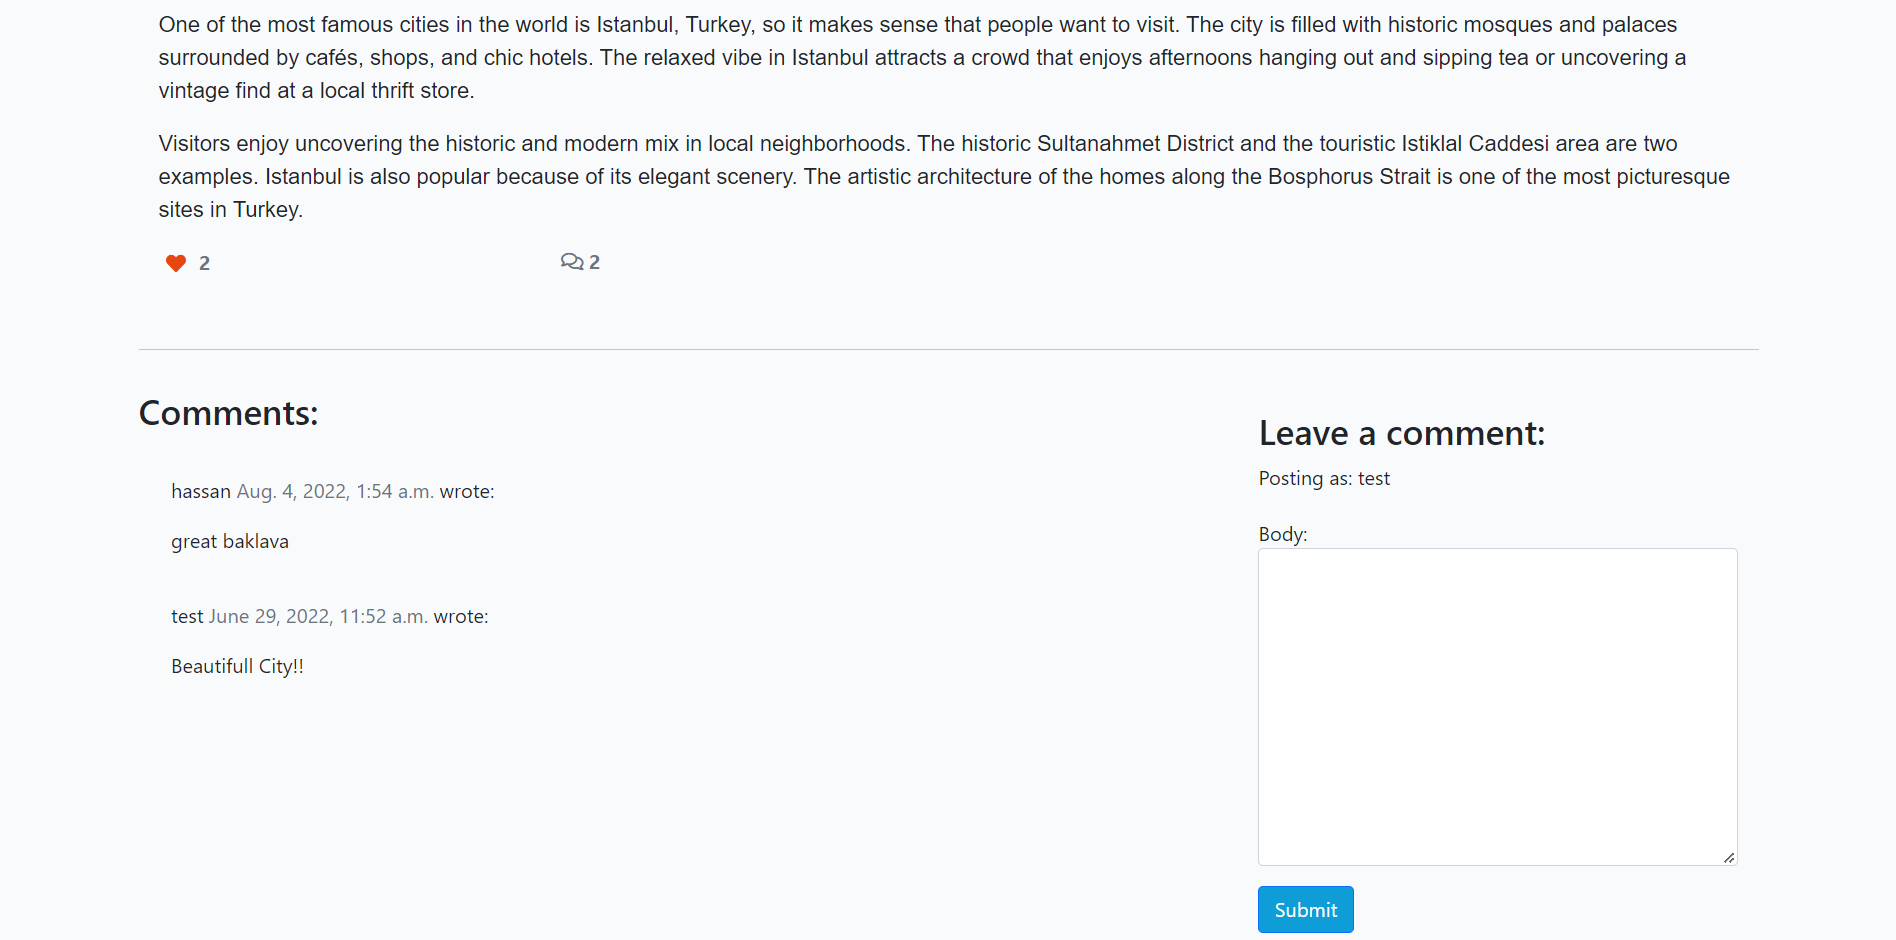 One of the most famous cities in the world is Istanbul, Turkey, so it makes sense that people want to visit. The city is filled with historic mosques and palaces
surrounded by cafés, shops, and chic hotels. The relaxed vibe in Istanbul attracts a crowd that enjoys afternoons hanging out and sipping tea or uncovering a
vintage find at a local thrift store.
Visitors enjoy uncovering the historic and modern mix in local neighborhoods. The historic Sultanahmet District and the touristic Istiklal Caddesi area are two
examples. Istanbul is also popular because of its elegant scenery. The artistic architecture of the homes along the Bosphorus Strait is one of the most picturesque
sites in Turkey.
2
2
Comments:
hassan Aug. 4, 2022, 1:54 a.m. wrote:
great baklava
test June 29, 2022, 11:52 a.m. wrote:
Beautifull City!!
Leave a comment:
Posting as: test
Body:
Submit